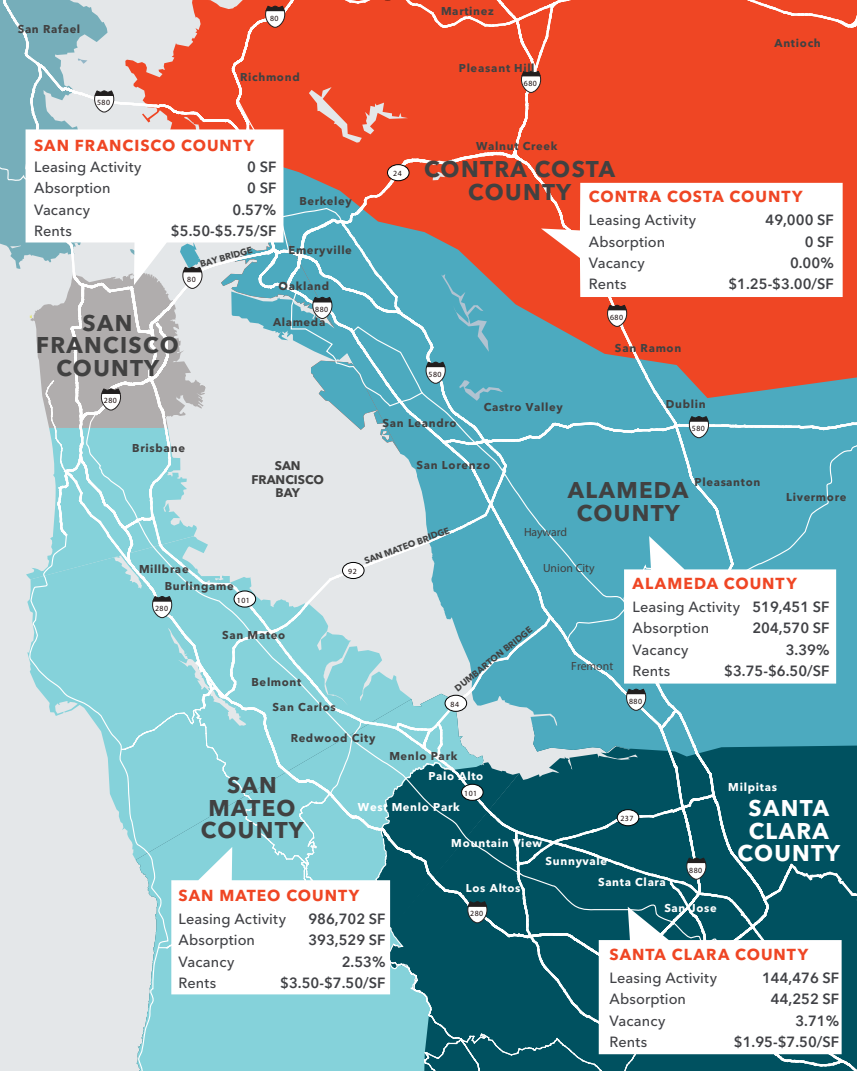 80
Martinez
San Rafael
Antioch
Pleasant Hill
Richmond
680
580
SAN FRANCISCO COUNTY
Leasing Activity 0 SF
Absorption 0 SF
Vacancy 0.57%
Rents $5.50-$5.75/SF
Walnut Creek
24
CONTRA COSTA
COUNTY
CONTRA COSTA COUNTY
Leasing Activity 49,000 SF
Absorption 0 SF
Vacancy 0.00%
Rents $1.25-$3.00/SF
Berkeley
Emeryville
BAY BRIDGE
80
Oakland
880
Alameda
680
San Ramon
SAN
FRANCISCO
COUNTY
280
580
Castro Valley
Dublin
580
San Leandro
Brisbane
San Lorenzo
SAN
FRANCISCO
BAY
ALAMEDA
COUNTY
Pleasanton
Livermore
Hayward
SAN MATEO BRIDGE
92
Union City
Millbrae
Burlingame
101
280
ALAMEDA COUNTY
Leasing Activity 519,451 SF
Absorption 204,570 SF
Vacancy 3.39%
Rents $3.75-$6.50/SF
San Mateo
DUMBARTON BRIDGE
Fremont
Belmont
880
84
San Carlos
Redwood City
Menlo Park
Palo Alto
101
West Menlo Park
SAN
MATEO
COUNTY
Milpitas
237
SANTA
CLARA
COUNTY
Mountain View
Sunnyvale
880
Santa Clara
Los Altos
280
San Jose
SAN MATEO COUNTY
Leasing Activity 986,702 SF
Absorption 393,529 SF
Vacancy 2.53%
Rents $3.50-$7.50/SF
SANTA CLARA COUNTY
Leasing Activity 144,476 SF
Absorption 44,252 SF
Vacancy 3.71%
Rents $1.95-$7.50/SF